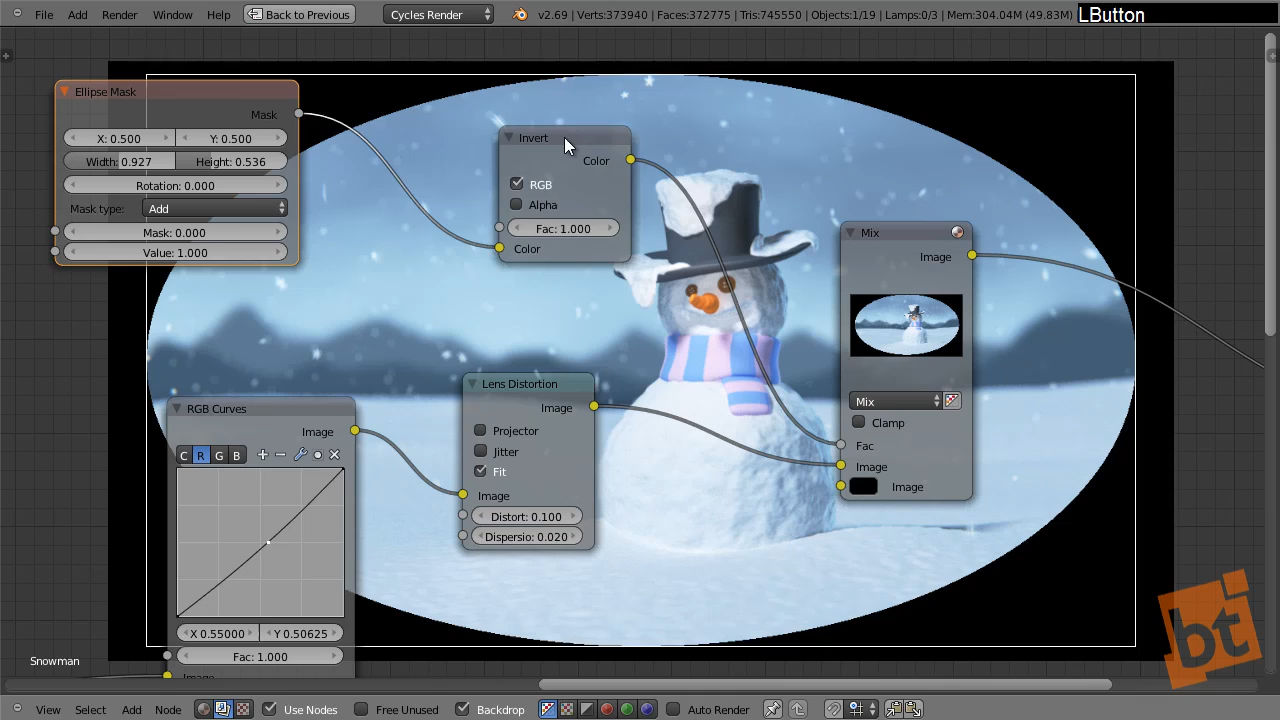 File Render Window Help Back to Previous Cycles Render v2.69 | Verts:373940 | Faces:372775 | Tris:745550 | Objects:1/19 | Lamps:0/3 | Mem:304.04M (49.83M) LButton
Ellipse Mask
Mask
X: 0.500 Y: 0.500
Width: 0.927 Height: 0.536
Rotation: 0.000
Mask type: Add
Mask: 0.000
Value: 1.000
Invert
Color
RGB
Alpha
Fac: 1.000
Color
Mix
Image
Mix
Clamp
Fac
Image
Image
Lens Distortion
Image
Projector
Jitter
Fit
Image
Distort: 0.100
Dispersio: 0.020
RGB Curves
Image
C R G B
X 0.55000 Y 0.50625
Fac: 1.000
Image
Snowman
bt
View Select Add Node Use Nodes Free Unused Backdrop Auto Render